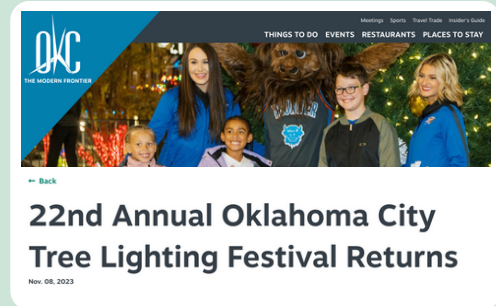 Meetings Sports Travel Trade Insider's Guide
THINGS TO DO EVENTS RESTAURANTS PLACES TO STAY
OKC
THE MODERN FRONTIER
← Back
22nd Annual Oklahoma City
Tree Lighting Festival Returns
Nov. 08, 2023